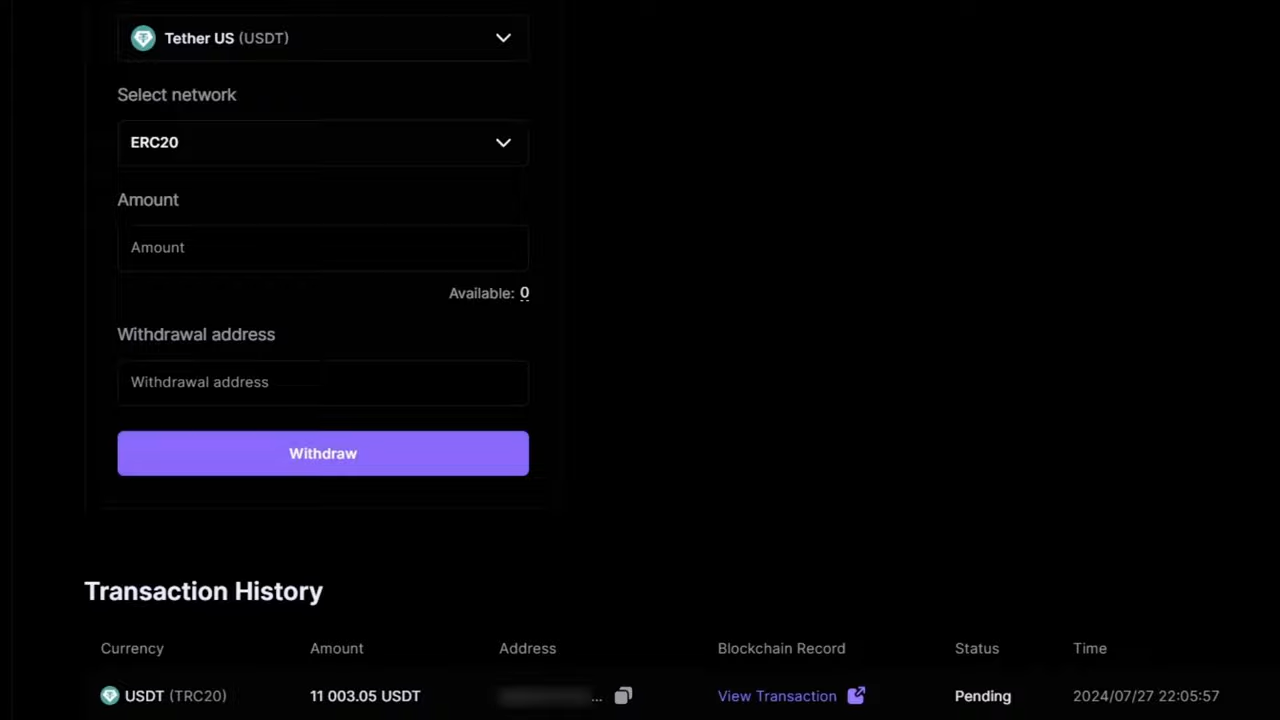 Tether US (USDT)
Select network
ERC20
Amount
Amount
Available: 0
Withdrawal address
Withdrawal address
Withdraw
Transaction History
Currency Amount Address Blockchain Record Status Time
USDT (TRC20) 11 003.05 USDT ... View Transaction Pending 2024/07/27 22:05:57